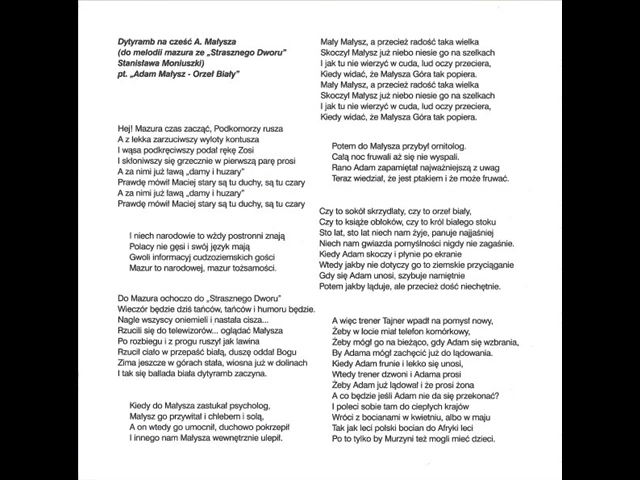 Dytyramb na cześć A. Małysza
(do melodii mazura ze „Strasznego Dworu”
Stanisława Moniuszki)
pt. „Adam Małysz - Orzeł Biały”
Hej! Mazura czas zacząć, Podkomorzy rusza
A z lekka zarzuciwszy wyloty kontusza
I wąsa podkręciwszy podał rękę Zosi
I skłoniwszy się grzecznie w pierwszą parę prosi
A za nimi już ławą „damy i huzary”
Prawdę mówił Maciej stary są tu duchy, są tu czary
A za nimi już ławą „damy i huzary”
Prawdę mówił Maciej stary są tu duchy, są tu czary
I niech narodowie to wżdy postronni znają
Polacy nie gęsi i swój język mają
Gwoli informacyj cudzoziemskich gości
Mazur to narodowej, mazur tożsamości.
Do Mazura ochoczo do „Strasznego Dworu”
Wieczór będzie dziś tańców, tańców i humoru będzie.
Nagle wszyscy oniemieli i nastała cisza...
Rzucili się do telewizorów... oglądać Małysza
Po rozbiegu i z progu ruszył jak lawina
Rzucił ciało w przepaść białą, duszę oddał Bogu
Zima jeszcze w górach stała, wiosna już w dolinach
I tak się ballada biała dytyramb zaczyna.
Kiedy do Małysza zastukał psycholog,
Małysz go przywitał i chlebem i solą,
A on wtedy go umocnił, duchowo pokrzepił
I innego nam Małysza wewnętrznie ulepił.
Mały Małysz, a przecież radość taka wielka
Skoczył Małysz już niebo niesie go na szelkach
I jak tu nie wierzyć w cuda, lud oczy przeciera,
Kiedy widać, że Małysza Góra tak popiera.
Mały Małysz, a przecież radość taka wielka
Skoczył Małysz już niebo niesie go na szelkach
I jak tu nie wierzyć w cuda, lud oczy przeciera,
Kiedy widać, że Małysza Góra tak popiera.
Potem do Małysza przybył ornitolog.
Całą noc fruwali aż się nie wyspali.
Rano Adam zapamiętał najważniejszą z uwag
Teraz wiedział, że jest ptakiem i że może fruwać.
Czy to sokół skrzydlaty, czy to orzeł biały,
Czy to książe obłoków, czy to król białego stoku
Sto lat, sto lat niech nam żyje, panuje najjaśniej
Niech nam gwiazda pomyślności nigdy nie zagaśnie.
Kiedy Adam skoczy i płynie po ekranie
Wtedy jakby nie dotyczy go to ziemskie przyciąganie
Gdy się Adam unosi, szybuje namiętnie
Potem jakby ląduje, ale przecież dość niechętnie.
A więc trener Tajner wpadł na pomysł nowy,
Żeby w locie miał telefon komórkowy,
Żeby mógł go na bieżąco, gdy Adam się wzbrania,
By Adama mógł zachęcić już do lądowania.
Kiedy Adam frunie i lekko się unosi,
Wtedy trener dzwoni i Adama prosi
Żeby Adam już lądował i że prosi żona
A co będzie jeśli Adam nie da się przekonać?
I poleci sobie tam do ciepłych krajów
Wróci z bocianami w kwietniu, albo w maju
Tak jak leci polski bocian do Afryki leci
Po to tylko by Murzyni też mogli mieć dzieci.